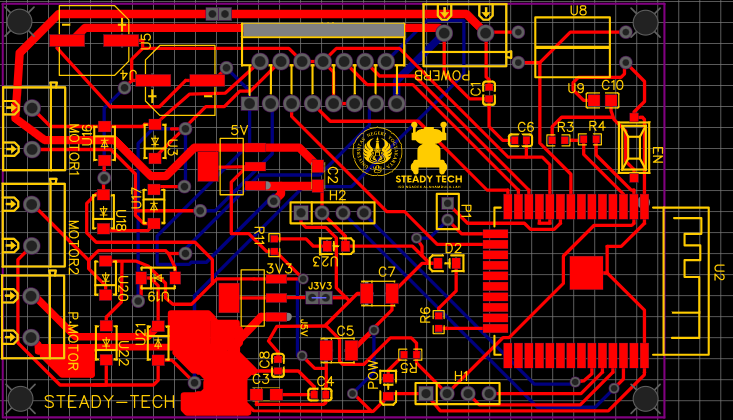 U8
U5
U4
POWERB
C1
U9
C10
U16
MOTOR1
U3
5V
C6
R3
R4
EN
C2
STEADY TECH
U17
U18
H2
P1
MOTOR2
R11
U23
D2
U2
3V3
J3V3
C7
U20
U19
J5V
R6
P.MOTOR
U21
U22
C5
C8
POW
R5
C3
C4
H1
STEADY-TECH